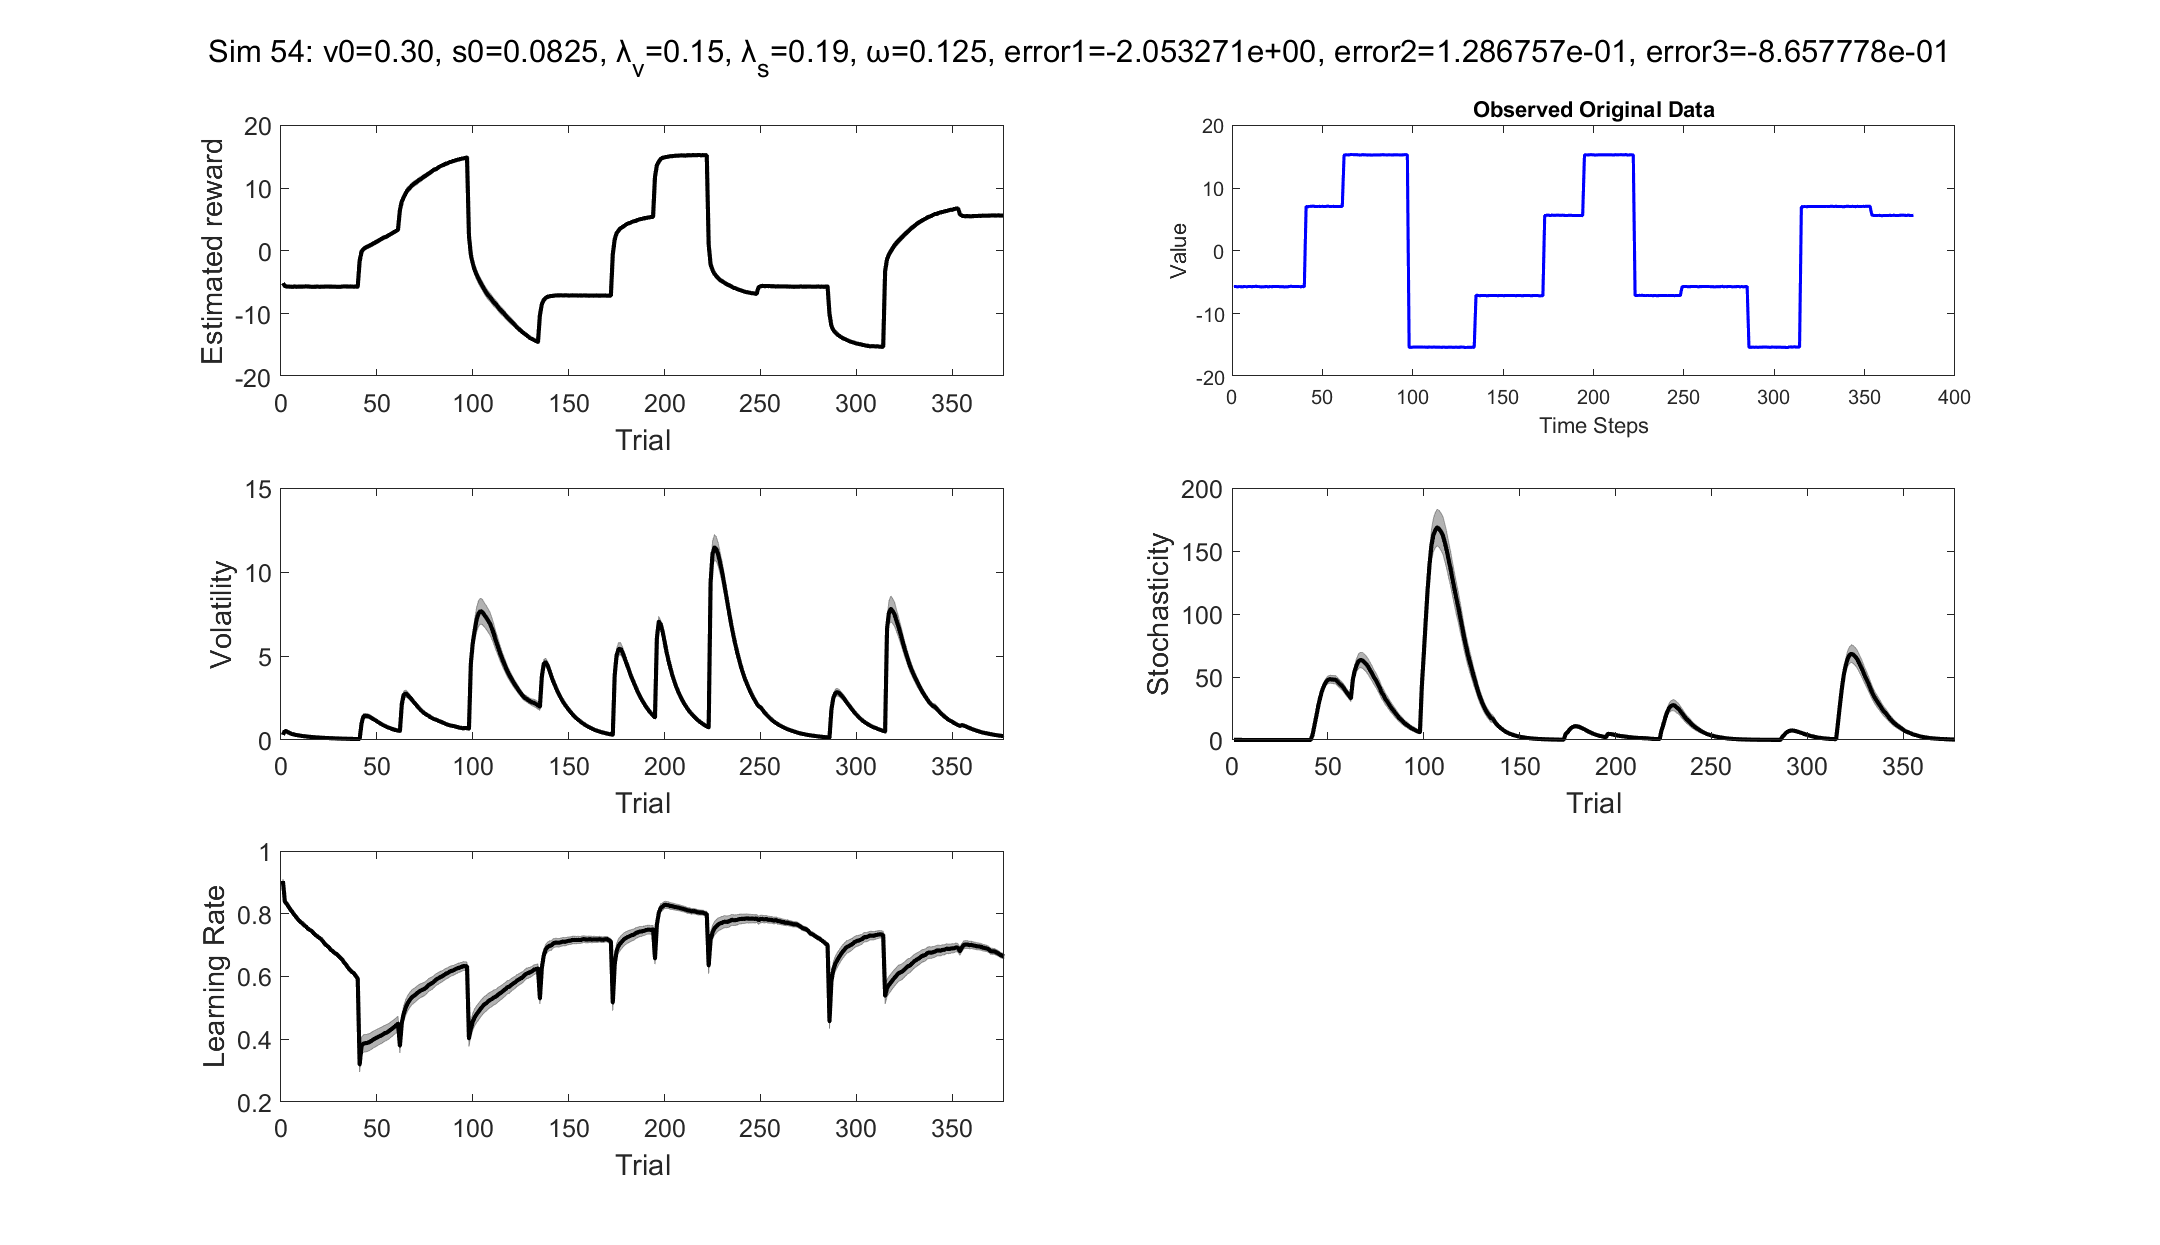 Sim 54: v0=0.30, s0=0.0825, λv=0.15, λs=0.19, ω=0.125, error1=-2.053271e+00, error2=1.286757e-01, error3=-8.657778e-01
Estimated reward
20
10
0
-10
-20
0 50 100 150 200 250 300 350
Trial
Observed Original Data
Value
20
10
0
-10
-20
0 50 100 150 200 250 300 350 400
Time Steps
Volatility
15
10
5
0
0 50 100 150 200 250 300 350
Trial
Stochasticity
200
150
100
50
0
0 50 100 150 200 250 300 350
Trial
Learning Rate
1
0.8
0.6
0.4
0.2
0 50 100 150 200 250 300 350
Trial